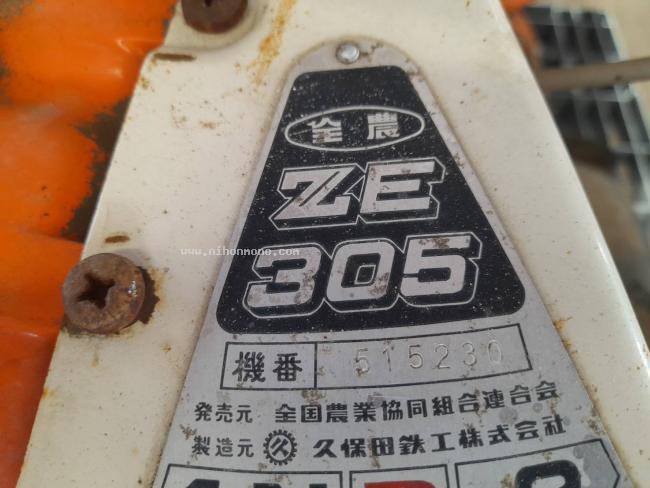 全農
ZE
305
www.nihonmono.com
機番 515230
発売元 全国農業協同組合連合会
製造元 久 久保田鉄工株式会社